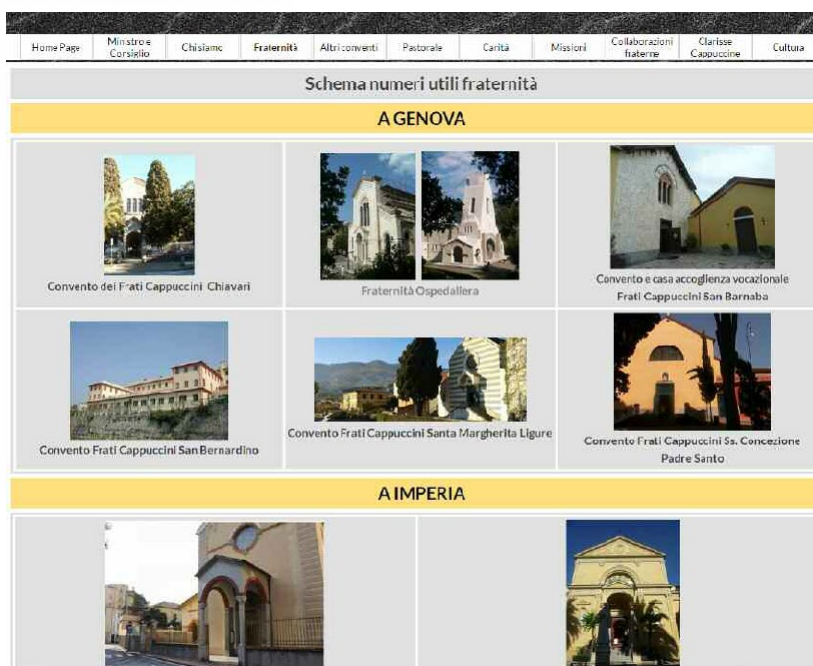 Home Page
Ministro e
Consiglio
Chi siamo
Fraternità
Altri conventi
Pastorale
Carità
Missioni
Collaborazioni
fraterne
Clarisse
Cappuccine
Cultura
Schema numeri utili fraternità
A GENOVA
Convento dei Frati Cappuccini Chiavari
Fraternità Ospedaliera
Convento e casa accoglienza vocazionale
Frati Cappuccini San Barnaba
Convento Frati Cappuccini San Bernardino
Convento Frati Cappuccini Santa Margherita Ligure
Convento Frati Cappuccini Ss. Concezione
Padre Santo
A IMPERIA